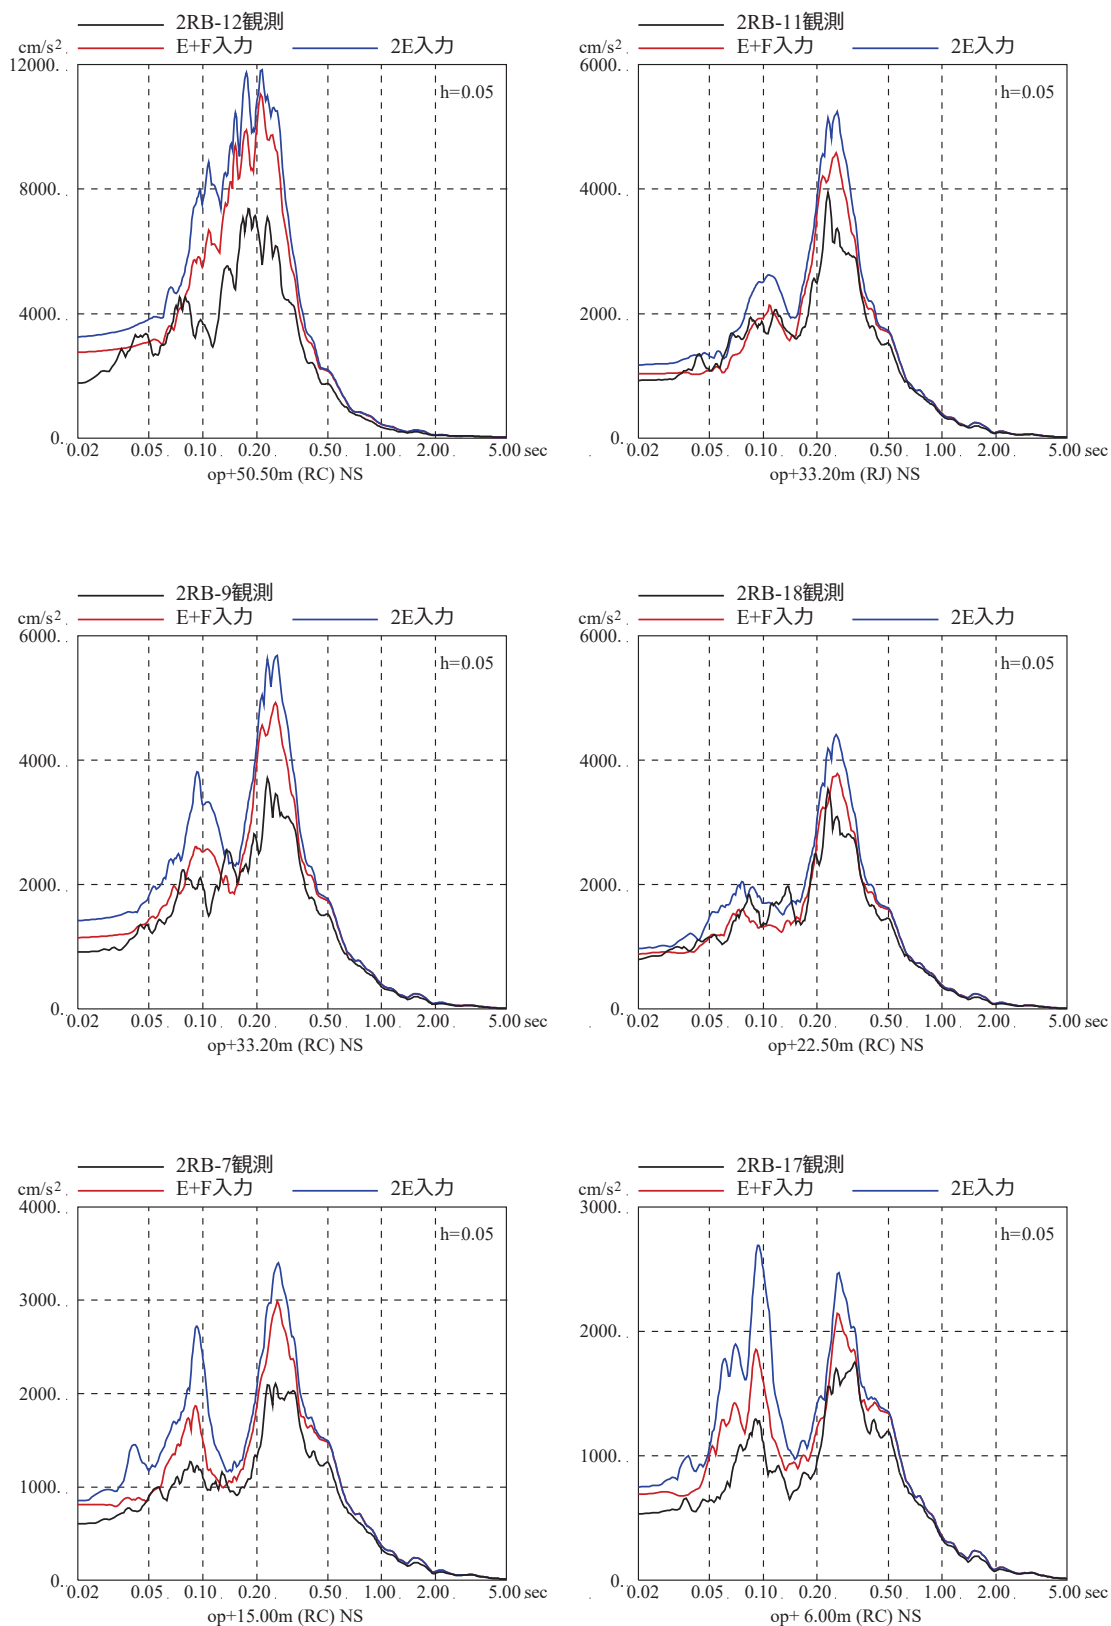 2RB-12観測
cm/s² E+F入力 2E入力
12000.
h=0.05
8000.
4000.
0.
0.02 0.05 0.10 0.20 0.50 1.00 2.00 5.00 sec
op+50.50m (RC) NS
2RB-11観測
cm/s² E+F入力 2E入力
6000.
h=0.05
4000.
2000.
0.
0.02 0.05 0.10 0.20 0.50 1.00 2.00 5.00 sec
op+33.20m (RJ) NS
2RB-9観測
cm/s² E+F入力 2E入力
6000.
h=0.05
4000.
2000.
0.
0.02 0.05 0.10 0.20 0.50 1.00 2.00 5.00 sec
op+33.20m (RC) NS
2RB-18観測
cm/s² E+F入力 2E入力
6000.
h=0.05
4000.
2000.
0.
0.02 0.05 0.10 0.20 0.50 1.00 2.00 5.00 sec
op+22.50m (RC) NS
2RB-7観測
cm/s² E+F入力 2E入力
4000.
h=0.05
3000.
2000.
1000.
0.
0.02 0.05 0.10 0.20 0.50 1.00 2.00 5.00 sec
op+15.00m (RC) NS
2RB-17観測
cm/s² E+F入力 2E入力
3000.
h=0.05
2000.
1000.
0.
0.02 0.05 0.10 0.20 0.50 1.00 2.00 5.00 sec
op+ 6.00m (RC) NS